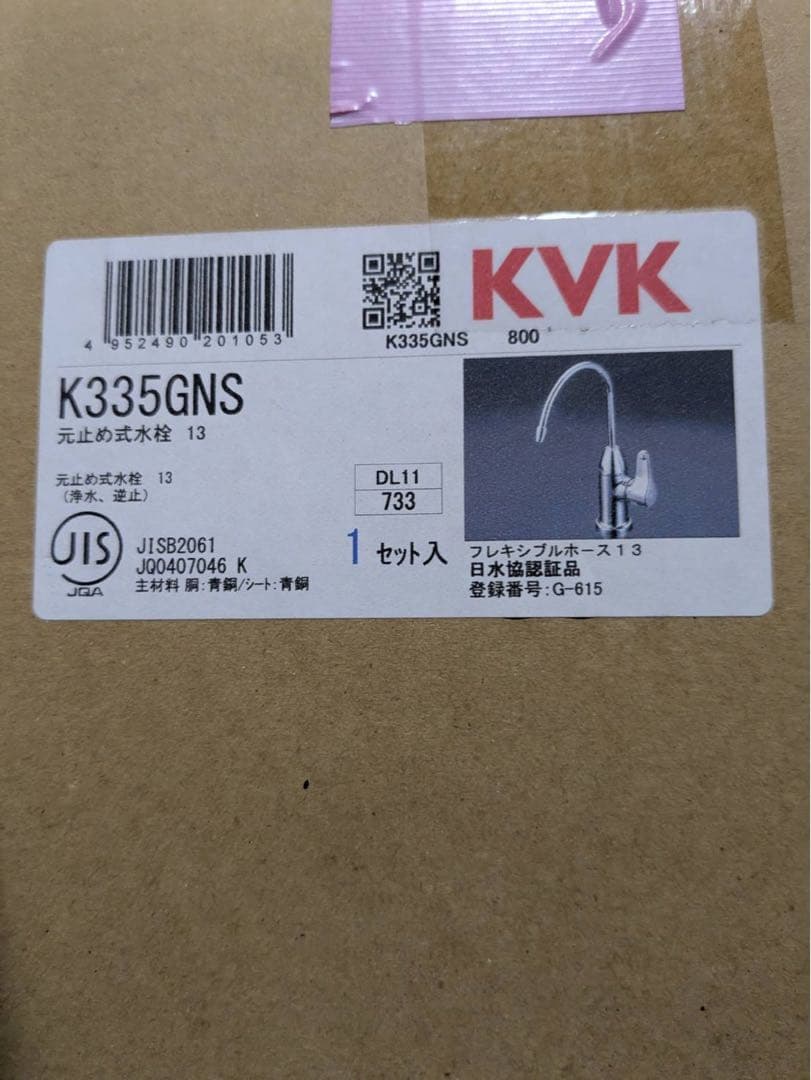 KVK
4 952490 201053
K335GNS 800
K335GNS
元止め式水栓 13
元止め式水栓 13
(浄水、逆止)
DL11
733
JIS
JQA
JISB2061
JQ0407046 K
主材料 胴:青銅/シート:青銅
1 セット入
フレキシブルホース13
日水協認証品
登録番号:G-615